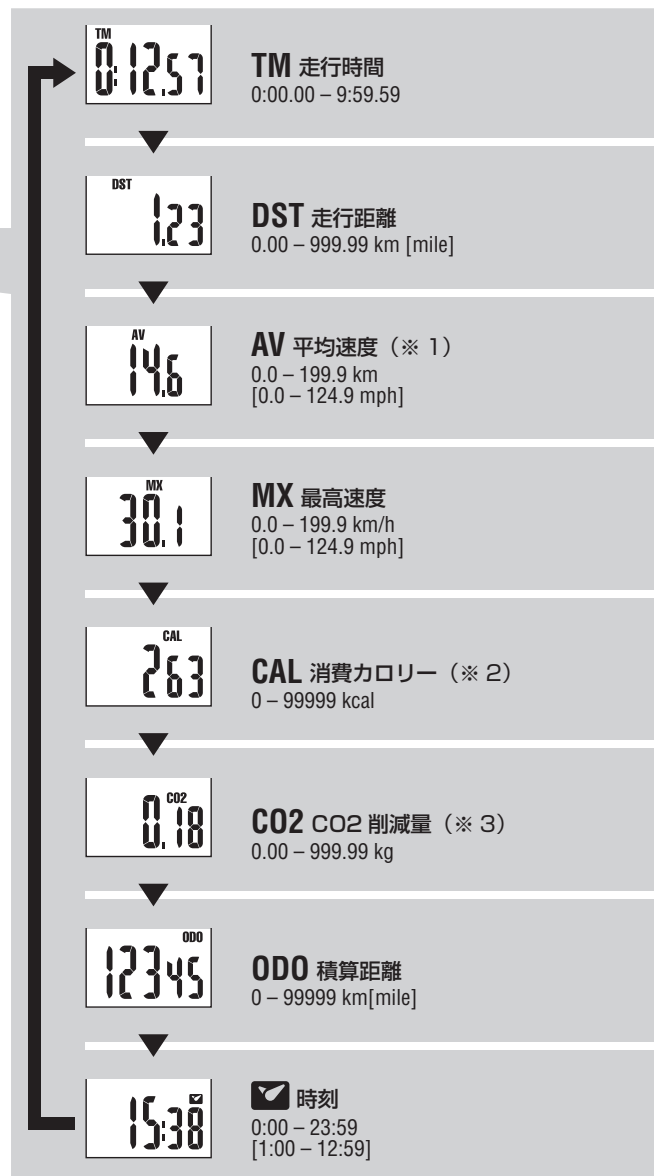 TM
0:12.57
TM 走行時間
0:00.00 – 9:59.59
DST
1.23
DST 走行距離
0.00 – 999.99 km [mile]
AV
14.6
AV 平均速度（※ 1）
0.0 – 199.9 km
[0.0 – 124.9 mph]
MX
30.1
MX 最高速度
0.0 – 199.9 km/h
[0.0 – 124.9 mph]
CAL
263
CAL 消費カロリー（※ 2）
0 – 99999 kcal
CO2
0.18
CO2 CO2 削減量（※ 3）
0.00 – 999.99 kg
ODO
12345
ODO 積算距離
0 – 99999 km[mile]
15:38
時刻
0:00 – 23:59
[1:00 – 12:59]